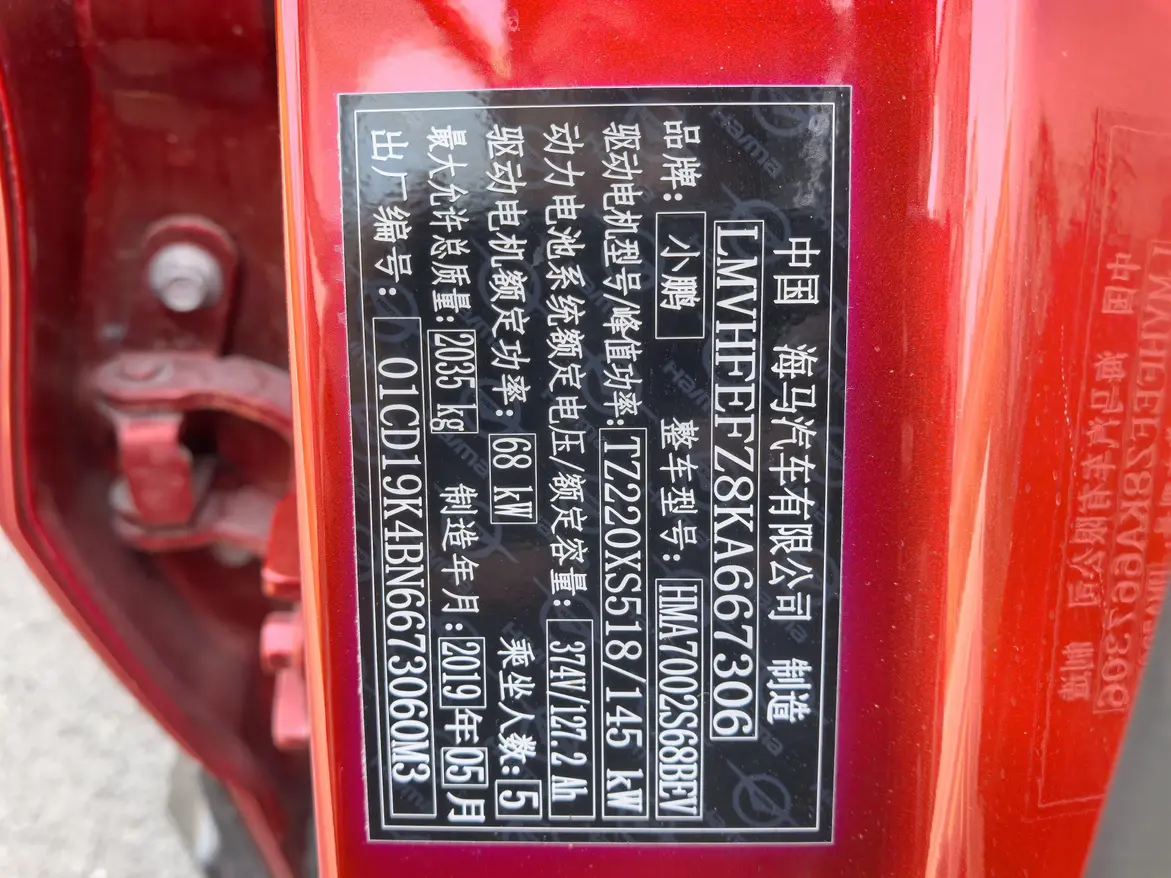 中国 海马汽车有限公司 制造
LMVHFEFZ8KA667306
品牌: 小鹏 整车型号: HMA7002S68BEV
驱动电机型号/峰值功率: TZ220XS518/145 kW
动力电池系统额定电压/额定容量: 374V/127.2 Ah
驱动电机额定功率: 68 kW 乘坐人数: 5
最大允许总质量: 2035 kg 制造年月: 2019年05月
出厂编号: 01CD19K4BN6673060M3